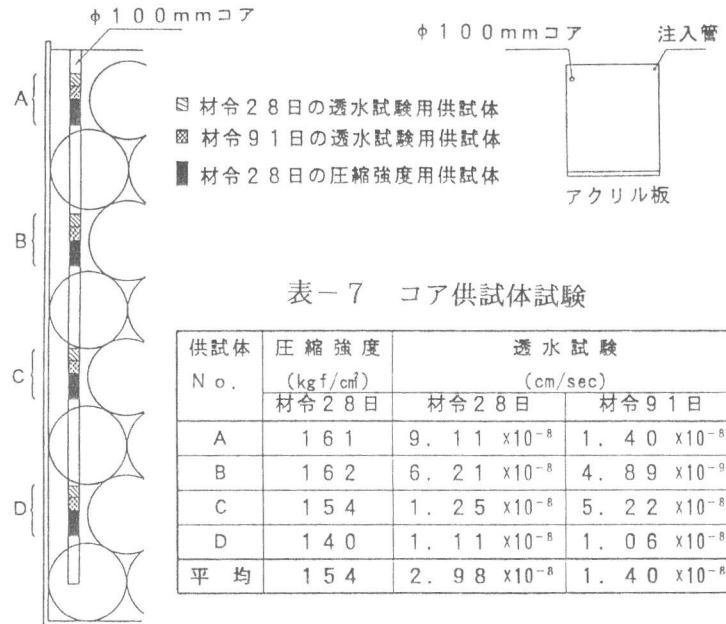 φ100mmコア
A
B
C
D
材令28日の透水試験用供試体
材令91日の透水試験用供試体
材令28日の圧縮強度用供試体
φ100mmコア 注入管
アクリル板
表-7 コア供試体試験
供試体 圧縮強度 透水試験
No. (kgf/c㎡) (cm/sec)
材令28日 材令28日 材令91日
A 161 9.11 x10⁻⁸ 1.40 x10⁻⁸
B 162 6.21 x10⁻⁸ 4.89 x10⁻⁹
C 154 1.25 x10⁻⁸ 5.22 x10⁻⁸
D 140 1.11 x10⁻⁸ 1.06 x10⁻⁸
平均 154 2.98 x10⁻⁸ 1.40 x10⁻⁸